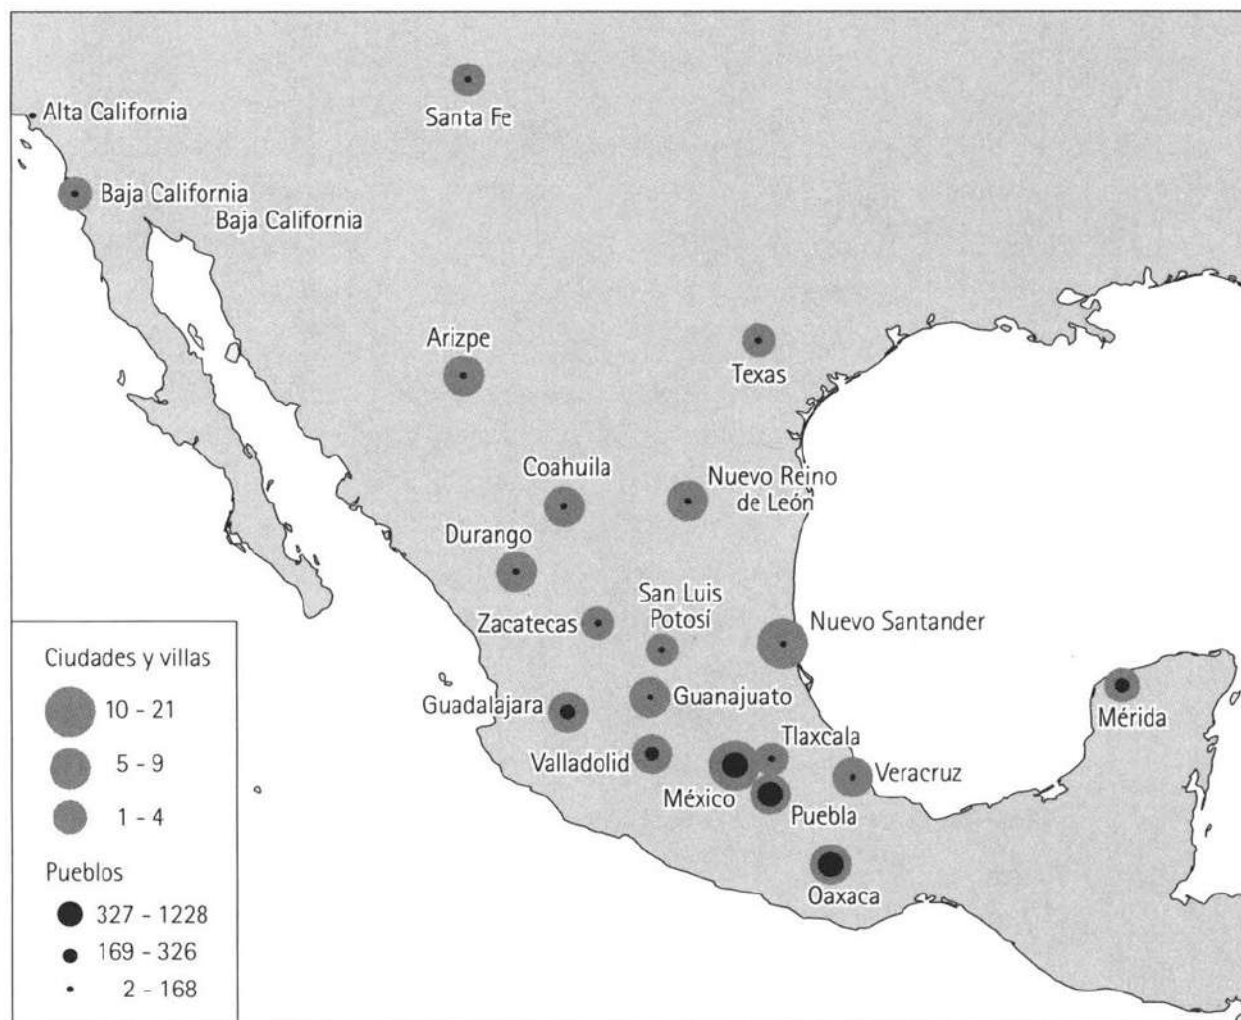 Santa Fe
Alta California
Baja California
Baja California
Arizpe
Texas
Coahuila
Nuevo Reino
de León
Durango
San Luis
Potosí
Zacatecas
Nuevo Santander
Guadalajara
Guanajuato
Mérida
Tlaxcala
Valladolid
Veracruz
México
Puebla
Oaxaca
Ciudades y villas
10 - 21
5 - 9
1 - 4
Pueblos
327 - 1228
169 - 326
2 - 168